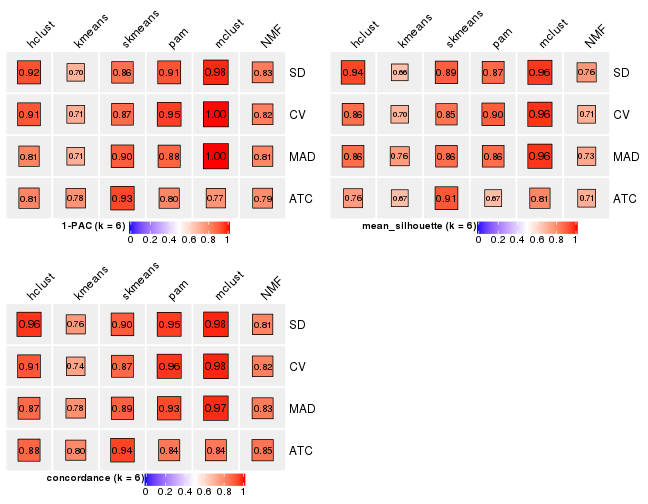 hclust kmeans skmeans pam mclust NMF
0.92 0.70 0.86 0.91 0.98 0.83 SD
0.91 0.71 0.87 0.95 1.00 0.82 CV
0.81 0.71 0.90 0.88 1.00 0.81 MAD
0.81 0.78 0.93 0.80 0.77 0.79 ATC
1-PAC (k = 6)
0 0.2 0.4 0.6 0.8 1
hclust kmeans skmeans pam mclust NMF
0.94 0.66 0.89 0.87 0.96 0.76 SD
0.86 0.70 0.85 0.90 0.96 0.71 CV
0.86 0.76 0.86 0.86 0.96 0.73 MAD
0.76 0.67 0.91 0.67 0.81 0.71 ATC
mean_silhouette (k = 6)
0 0.2 0.4 0.6 0.8 1
hclust kmeans skmeans pam mclust NMF
0.96 0.76 0.90 0.95 0.98 0.81 SD
0.91 0.74 0.87 0.96 0.98 0.82 CV
0.87 0.78 0.89 0.93 0.97 0.83 MAD
0.88 0.80 0.94 0.84 0.84 0.85 ATC
concordance (k = 6)
0 0.2 0.4 0.6 0.8 1